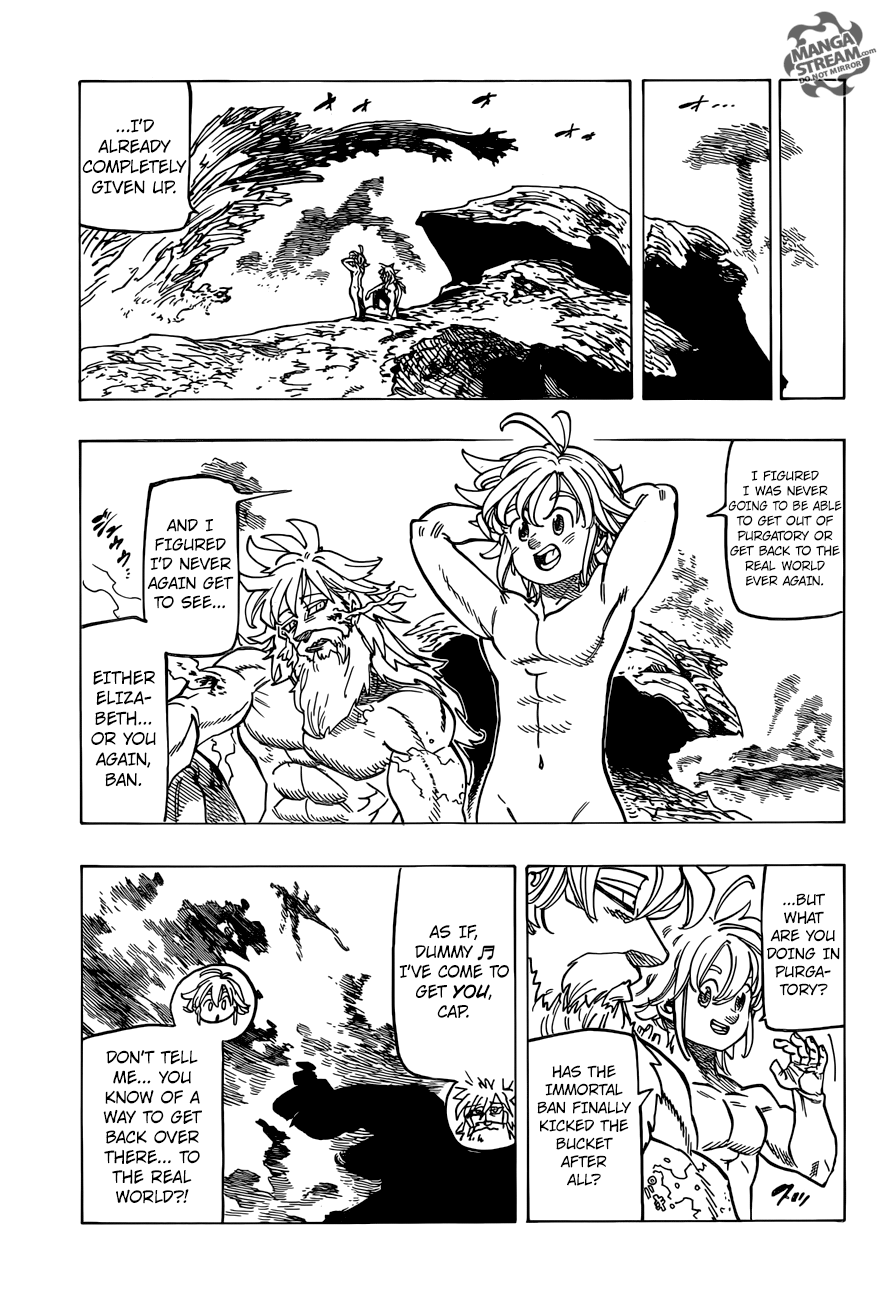 MANGA
STREAM.com
DO NOT MIRROR
...I'D
ALREADY
COMPLETELY
GIVEN UP.
I FIGURED
I WAS NEVER
GOING TO BE ABLE
TO GET OUT OF
PURGATORY OR
GET BACK TO THE
REAL WORLD
EVER AGAIN.
AND I
FIGURED
I'D NEVER
AGAIN GET
TO SEE...
EITHER
ELIZA-
BETH...
OR YOU
AGAIN,
BAN.
...BUT
WHAT
ARE YOU
DOING IN
PURGA-
TORY?
HAS THE
IMMORTAL
BAN FINALLY
KICKED THE
BUCKET
AFTER
ALL?
AS IF,
DUMMY ♬
I'VE COME TO
GET YOU,
CAP.
DON'T TELL
ME... YOU
KNOW OF A
WAY TO GET
BACK OVER
THERE... TO
THE REAL
WORLD?!